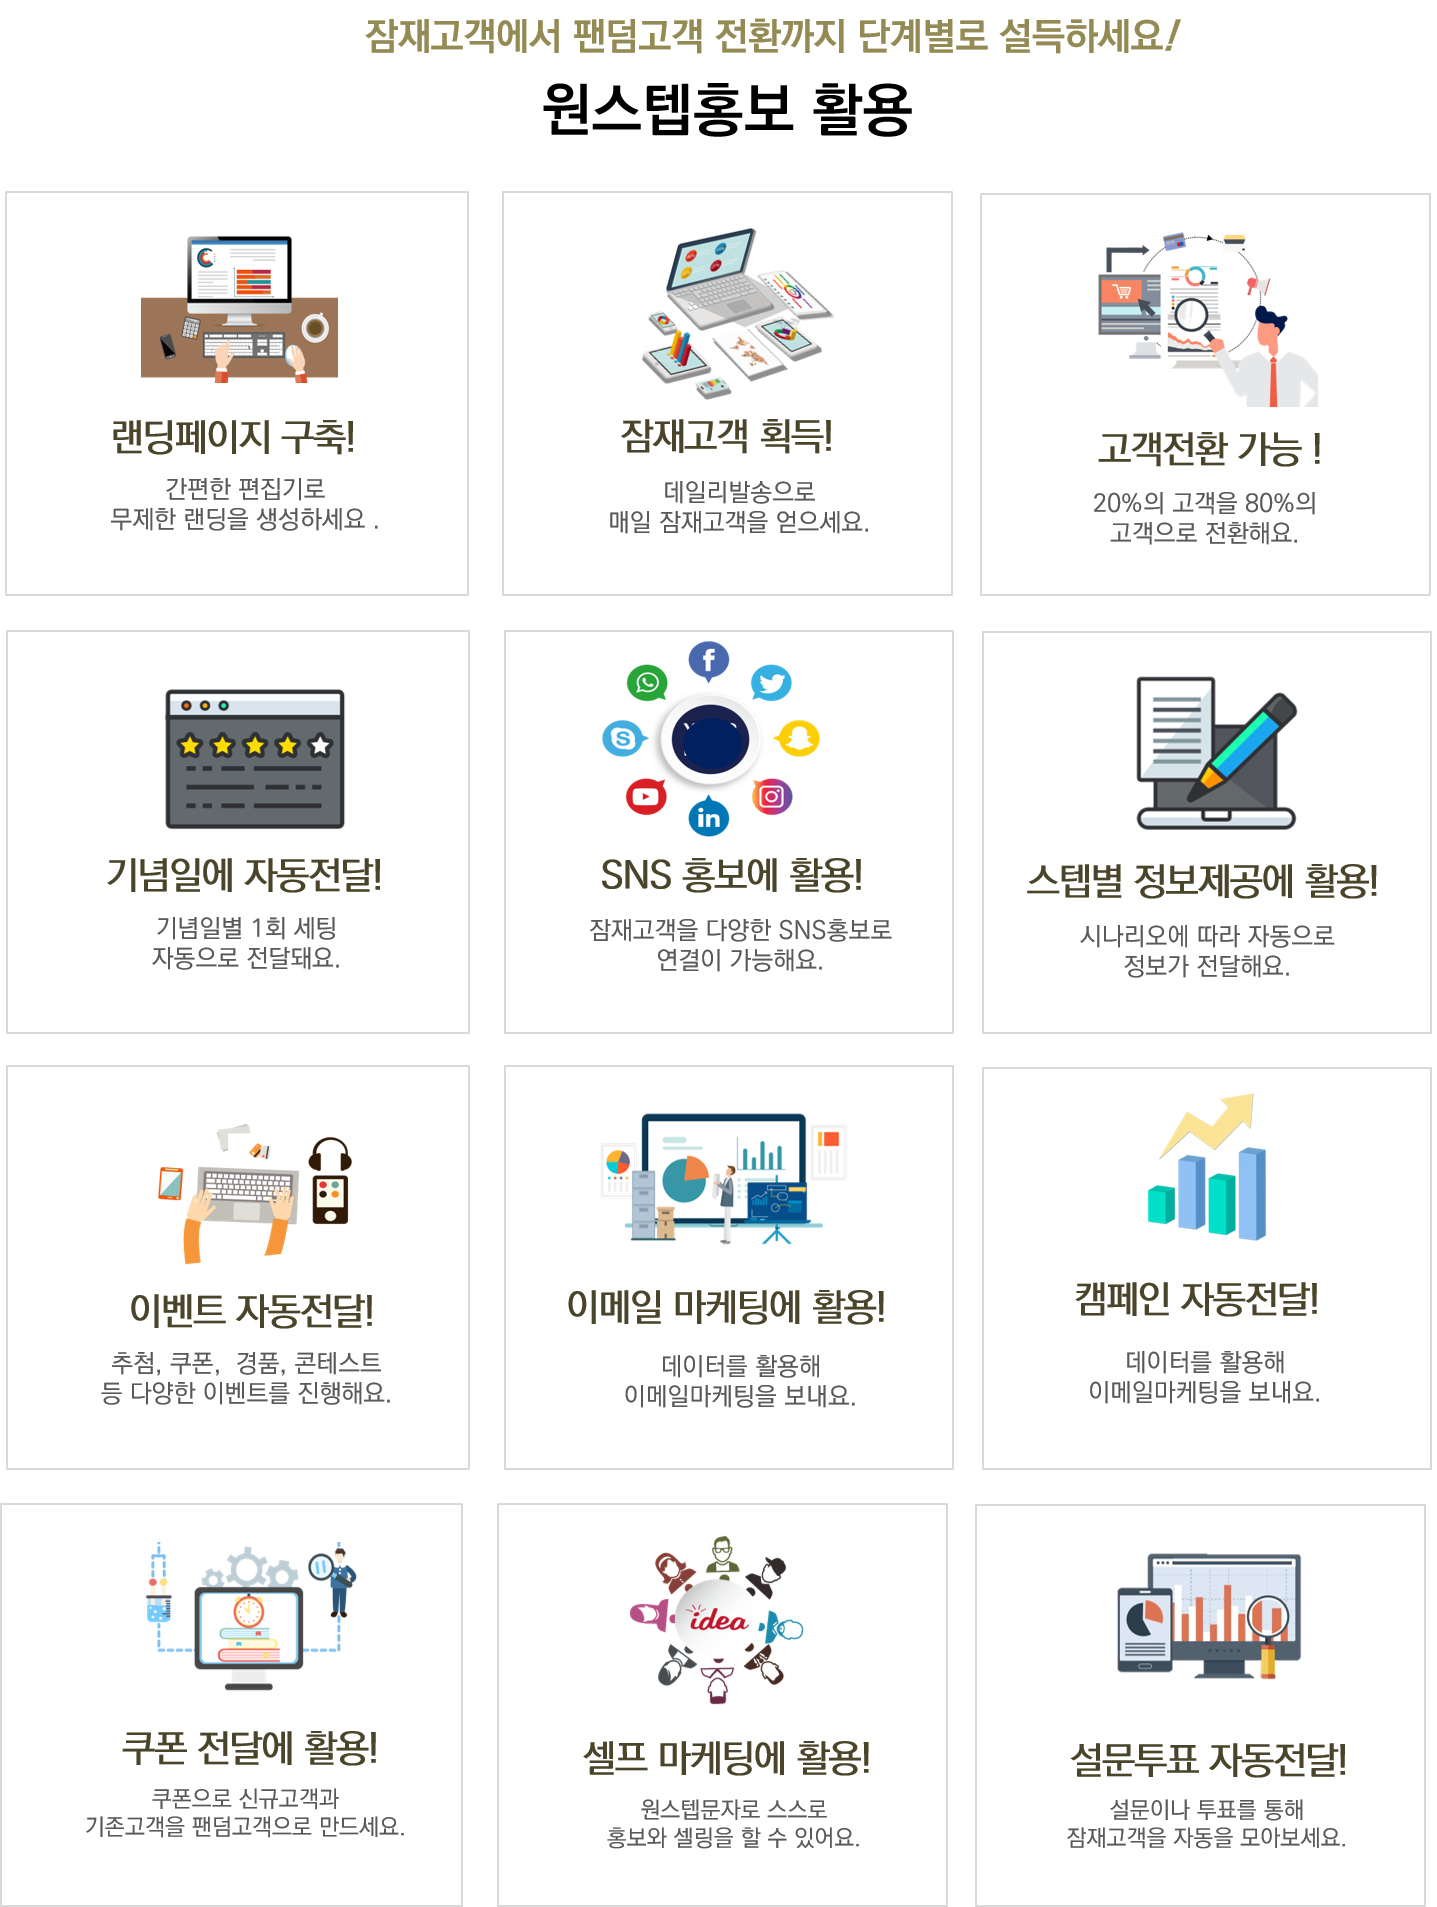 잠재고객에서 팬덤고객 전환까지 단계별로 설득하세요!
원스텝홍보 활용
랜딩페이지 구축!
간편한 편집기로
무제한 랜딩을 생성하세요 .
잠재고객 획득!
데일리발송으로
매일 잠재고객을 얻으세요.
고객전환 가능 !
20%의 고객을 80%의
고객으로 전환해요.
기념일에 자동전달!
기념일별 1회 세팅
자동으로 전달돼요.
SNS 홍보에 활용!
잠재고객을 다양한 SNS홍보로
연결이 가능해요.
스텝별 정보제공에 활용!
시나리오에 따라 자동으로
정보가 전달해요.
이벤트 자동전달!
추첨, 쿠폰,  경품, 콘테스트
등 다양한 이벤트를 진행해요.
이메일 마케팅에 활용!
데이터를 활용해
이메일마케팅을 보내요.
캠페인 자동전달!
데이터를 활용해
이메일마케팅을 보내요.
쿠폰 전달에 활용!
쿠폰으로 신규고객과
기존고객을 팬덤고객으로 만드세요.
idea
셀프 마케팅에 활용!
원스텝문자로 스스로
홍보와 셀링을 할 수 있어요.
설문투표 자동전달!
설문이나 투표를 통해
잠재고객을 자동을 모아보세요.